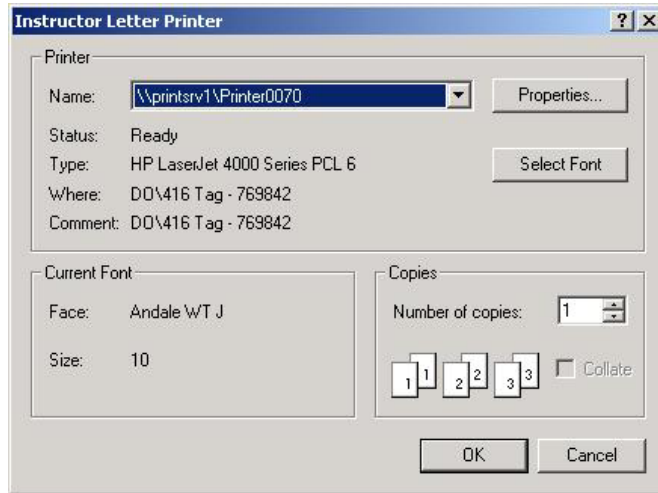 Instructor Letter Printer
Printer
Name: \\printsrv1\Printer0070 Properties...
Status: Ready
Type: HP LaserJet 4000 Series PCL 6 Select Font
Where: DO\416 Tag - 769842
Comment: DO\416 Tag - 769842
Current Font
Face: Andale WT J
Size: 10
Copies
Number of copies: 1
1 1 2 2 3 3 Collate
OK Cancel